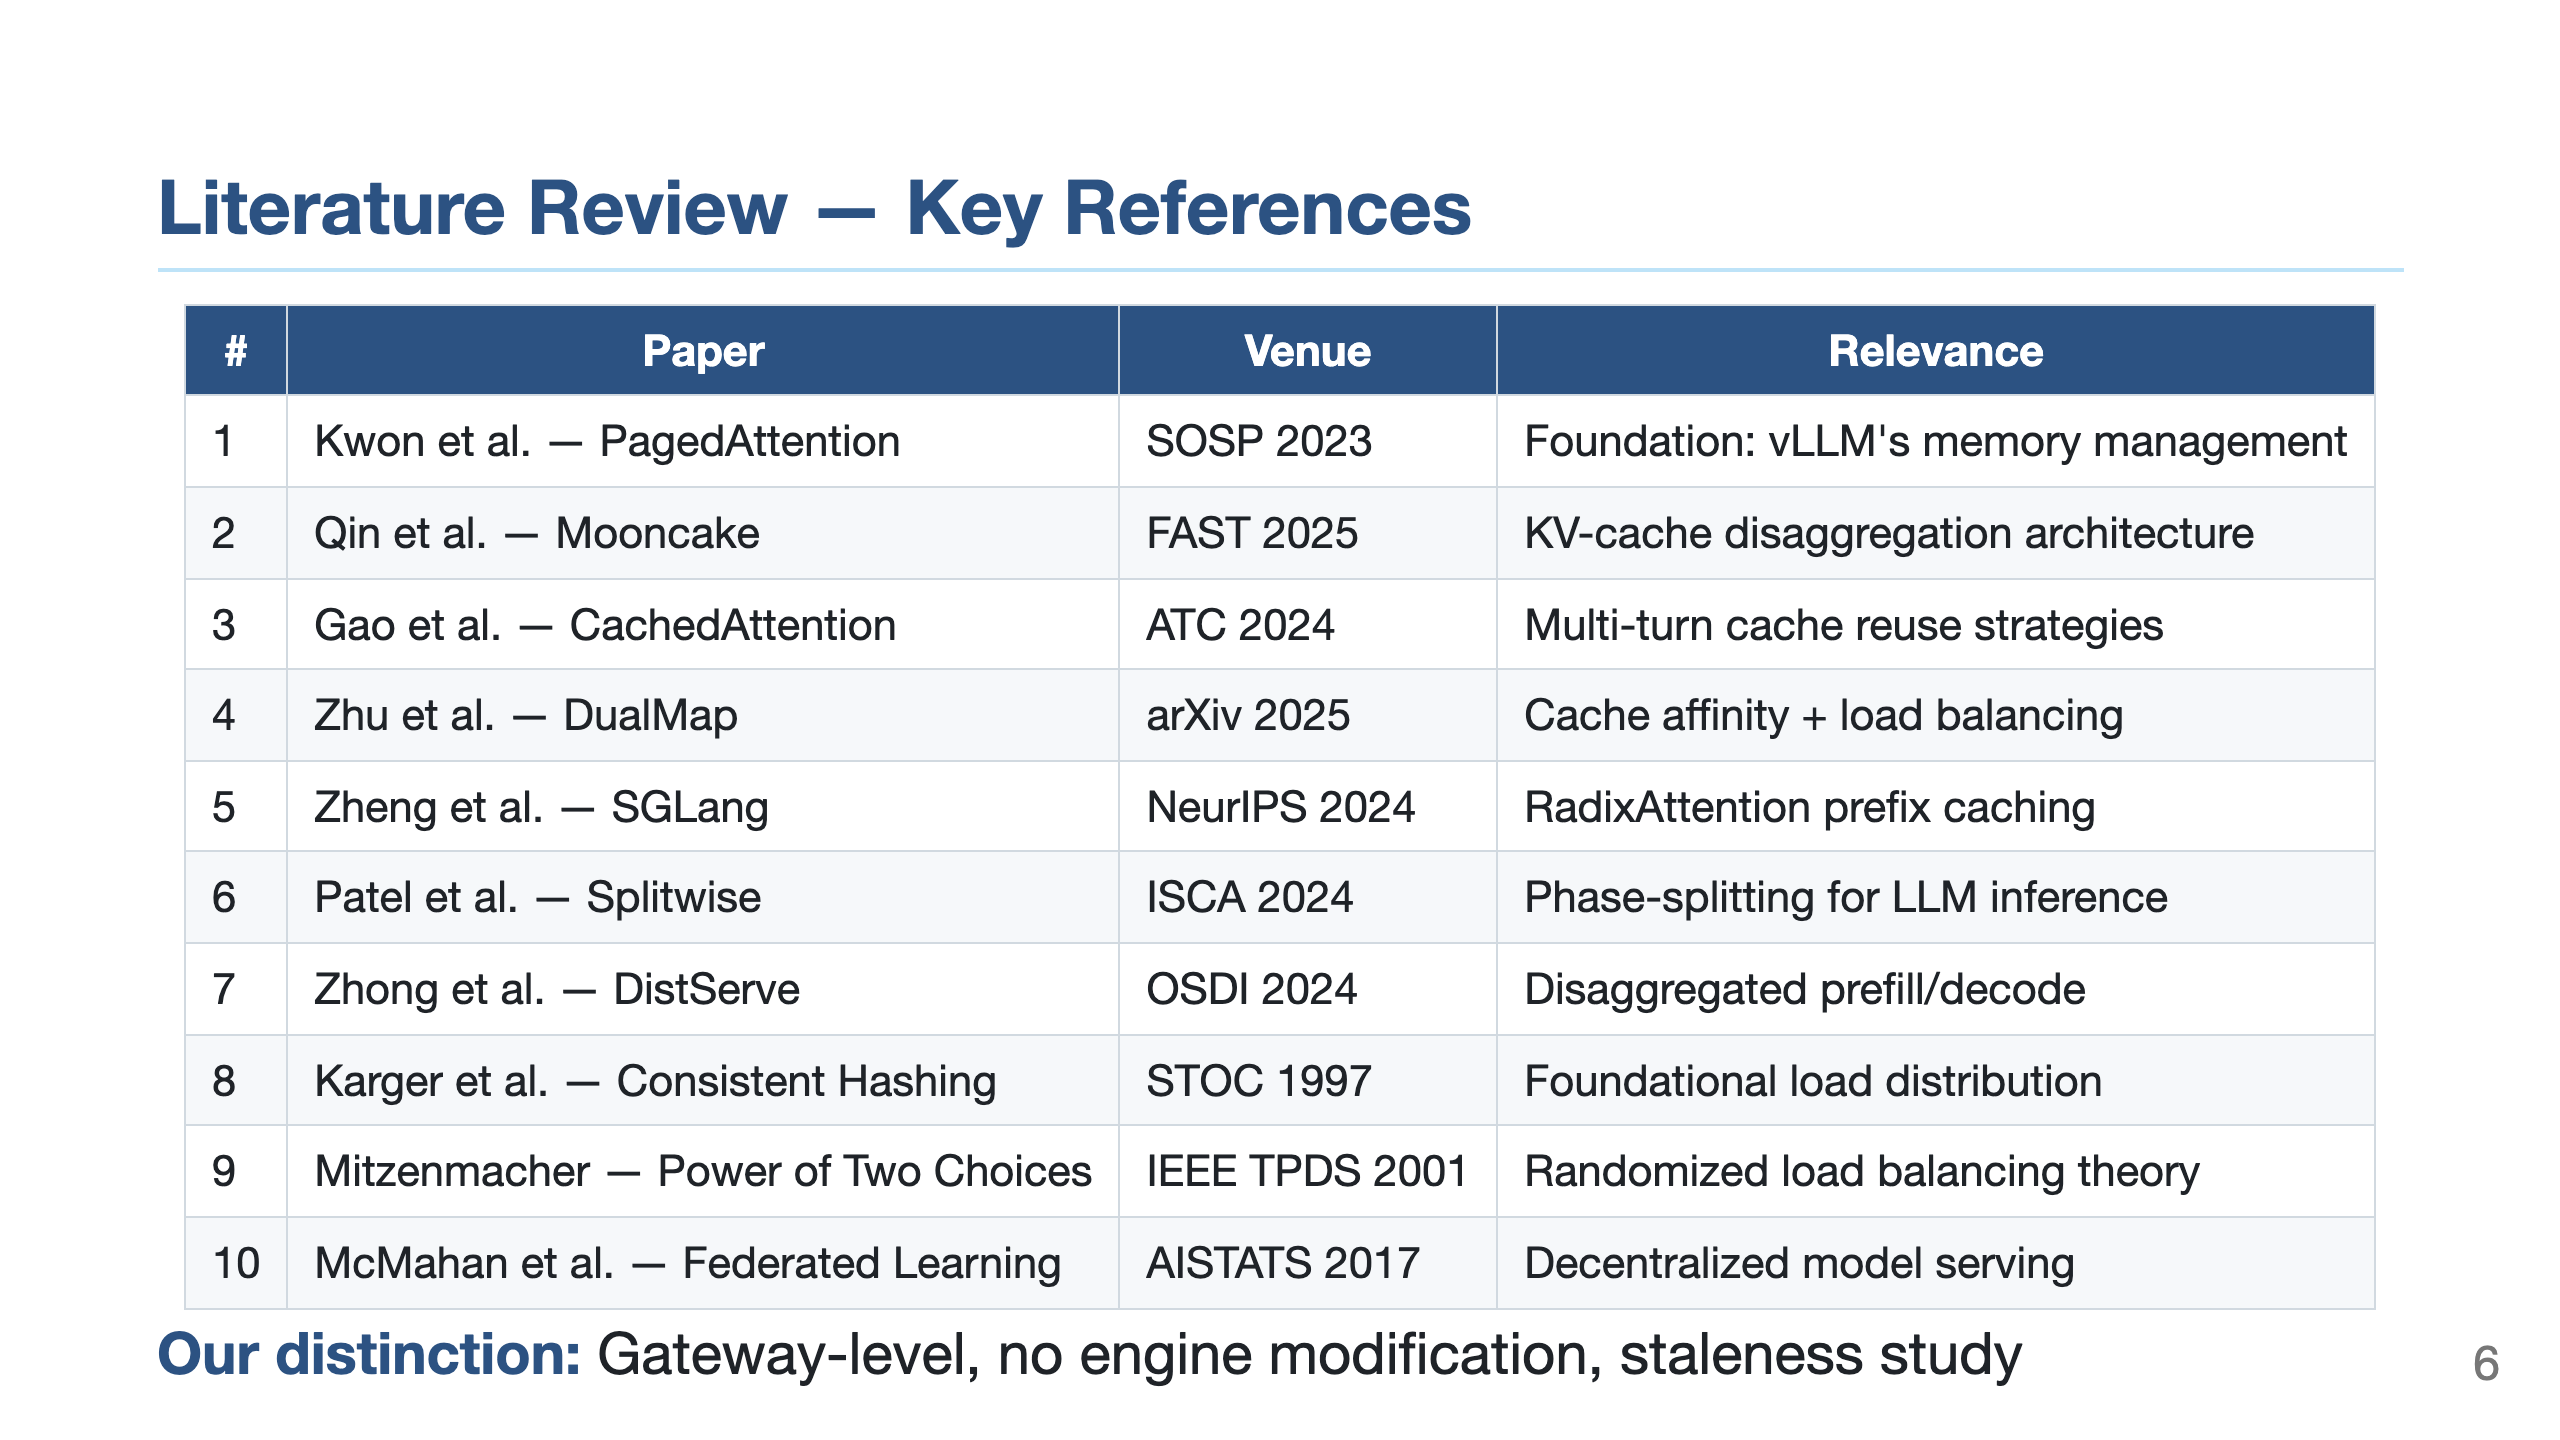 Literature Review — Key References
# Paper Venue Relevance
1 Kwon et al. — PagedAttention SOSP 2023 Foundation: vLLM's memory management
2 Qin et al. — Mooncake FAST 2025 KV-cache disaggregation architecture
3 Gao et al. — CachedAttention ATC 2024 Multi-turn cache reuse strategies
4 Zhu et al. — DualMap arXiv 2025 Cache affinity + load balancing
5 Zheng et al. — SGLang NeurIPS 2024 RadixAttention prefix caching
6 Patel et al. — Splitwise ISCA 2024 Phase-splitting for LLM inference
7 Zhong et al. — DistServe OSDI 2024 Disaggregated prefill/decode
8 Karger et al. — Consistent Hashing STOC 1997 Foundational load distribution
9 Mitzenmacher — Power of Two Choices IEEE TPDS 2001 Randomized load balancing theory
10 McMahan et al. — Federated Learning AISTATS 2017 Decentralized model serving
Our distinction: Gateway-level, no engine modification, staleness study
6